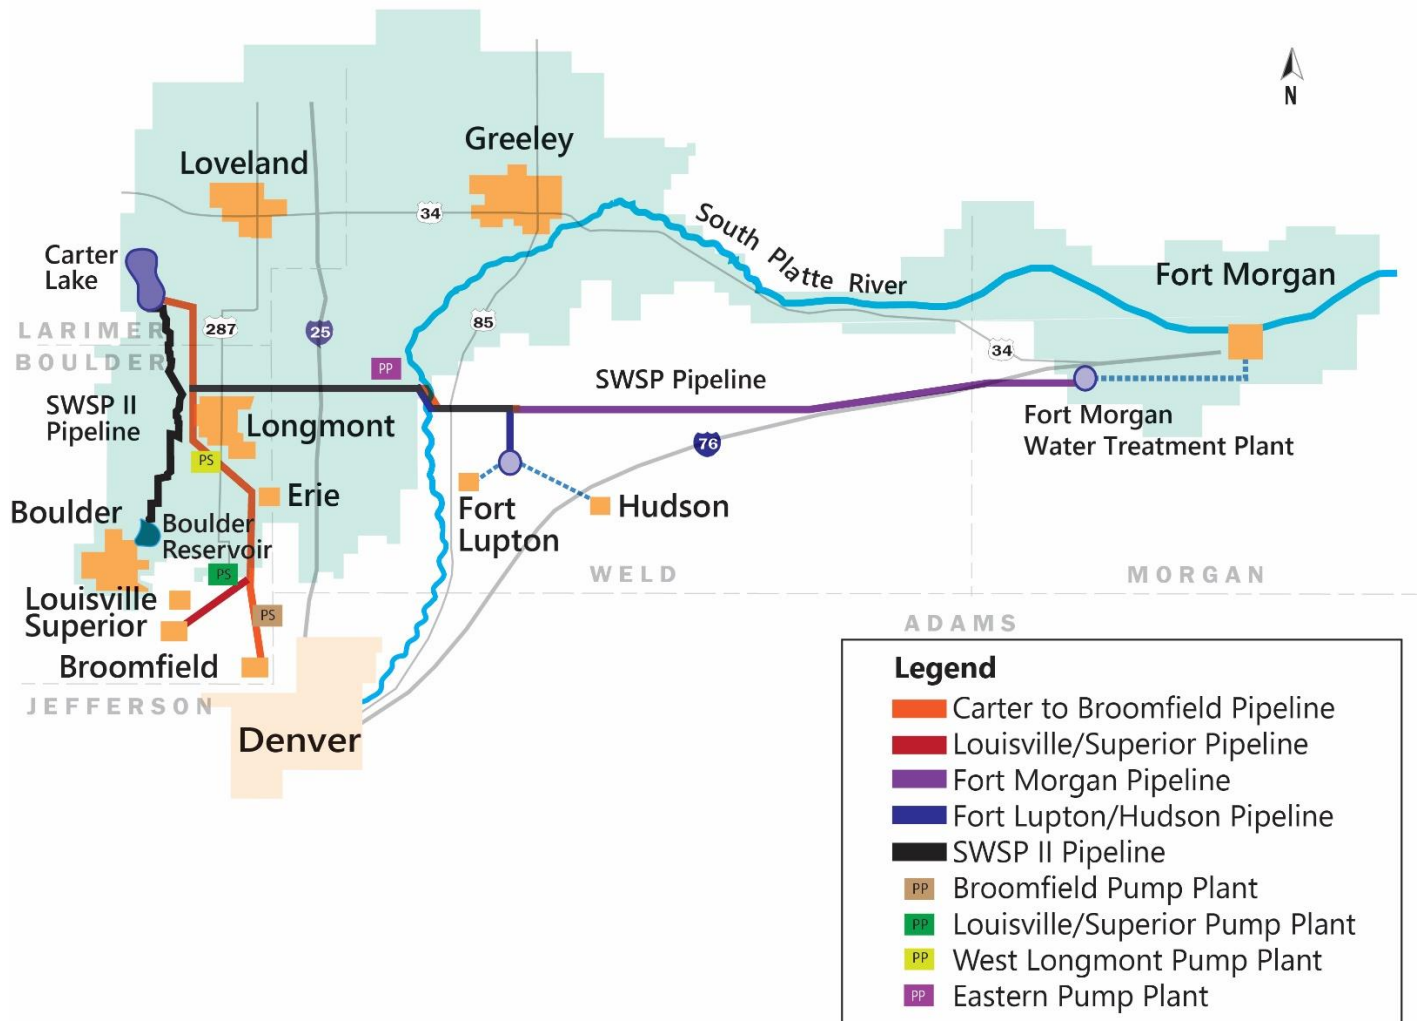 N
Greeley
Loveland
34
South Platte River
Carter
Lake
Fort Morgan
287
25
85
LARIMER
BOULDER
34
PP
SWSP Pipeline
SWSP II
Pipeline
Longmont
Fort Morgan
Water Treatment Plant
76
PS
Erie
Boulder
Boulder
Reservoir
Fort
Lupton
Hudson
PS
WELD
MORGAN
Louisville
Superior
PS
ADAMS
Broomfield
JEFFERSON
Denver
Legend
Carter to Broomfield Pipeline
Louisville/Superior Pipeline
Fort Morgan Pipeline
Fort Lupton/Hudson Pipeline
SWSP II Pipeline
PP Broomfield Pump Plant
PP Louisville/Superior Pump Plant
PP West Longmont Pump Plant
PP Eastern Pump Plant